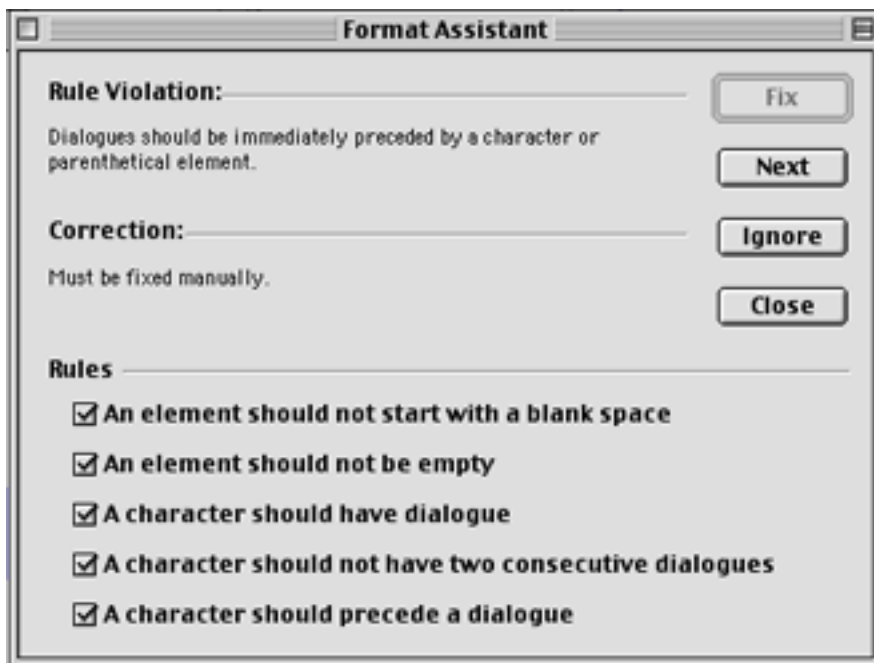 Format Assistant
Rule Violation:
Fix
Dialogues should be immediately preceded by a character or
parenthetical element.
Next
Correction:
Ignore
Must be fixed manually.
Close
Rules
An element should not start with a blank space
An element should not be empty
A character should have dialogue
A character should not have two consecutive dialogues
A character should precede a dialogue